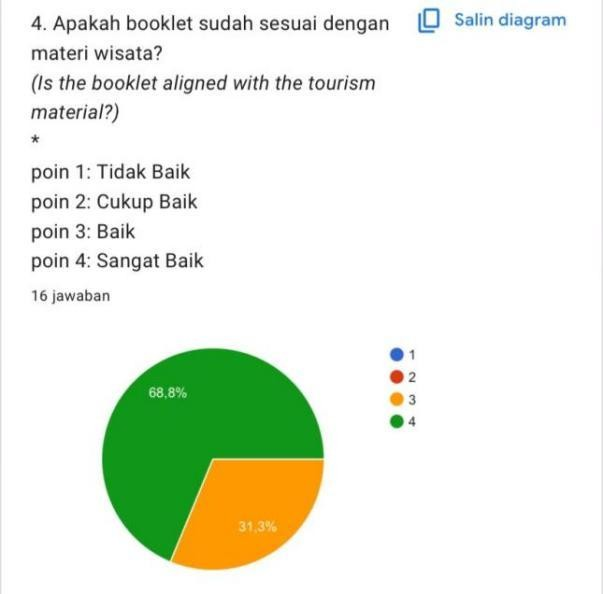 4. Apakah booklet sudah sesuai dengan
materi wisata?
(Is the booklet aligned with the tourism
material?)
*
Salin diagram
poin 1: Tidak Baik
poin 2: Cukup Baik
poin 3: Baik
poin 4: Sangat Baik
16 jawaban
68,8%
31,3%
1
2
3
4